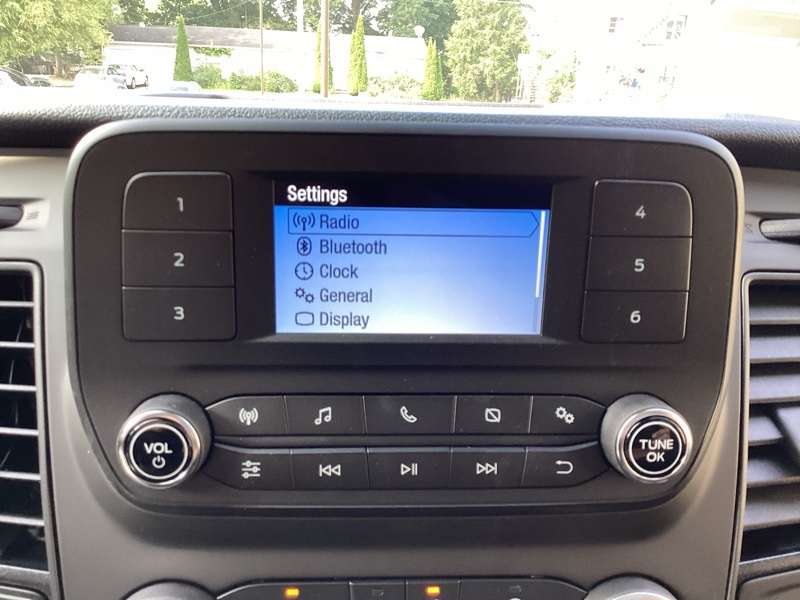 Settings
Radio
Bluetooth
Clock
General
Display
1
2
3
4
5
6
VOL
TUNE
OK